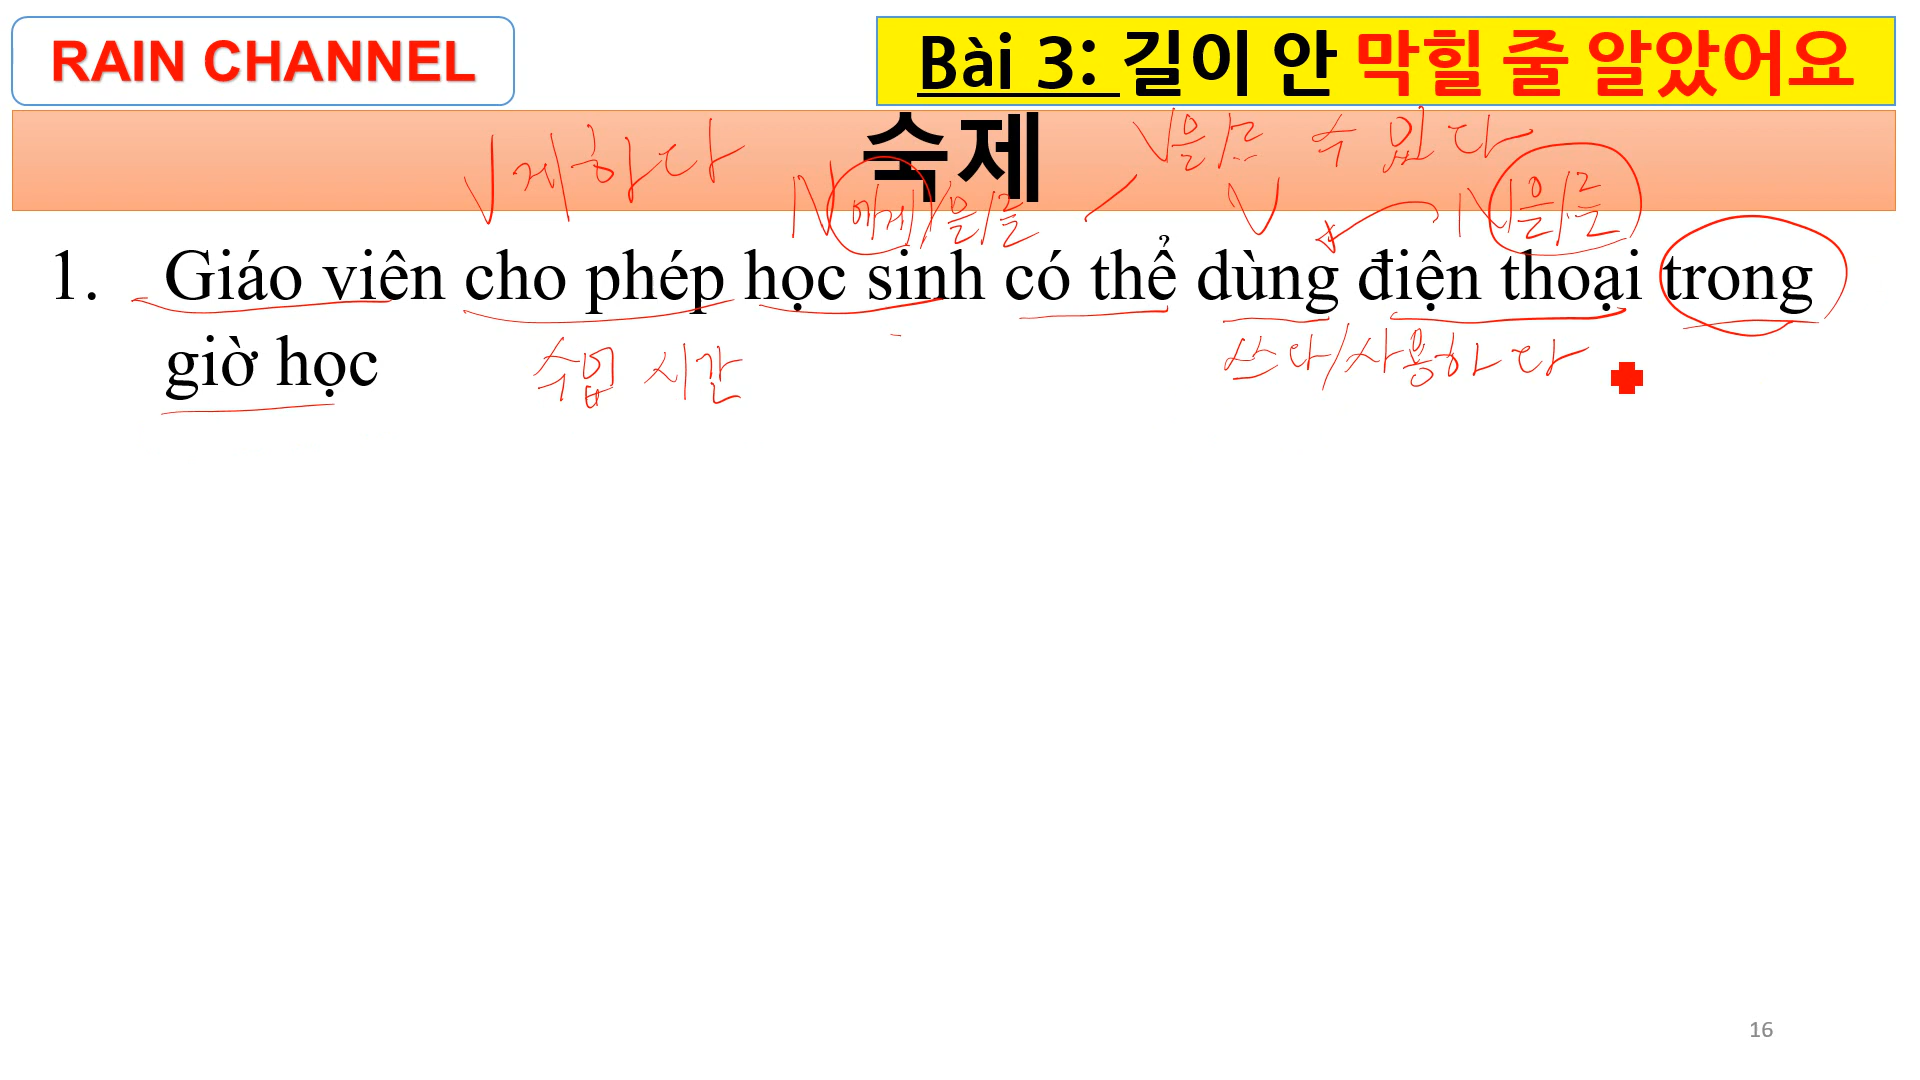 RAIN CHANNEL
Bài 3: 길이 안 막힐 줄 알았어요
숙제
V 게하다
V을/ㄹ 수 있다
N에게/을/를
V
N을/를
1. Giáo viên cho phép học sinh có thể dùng điện thoại trong
giờ học
수업 시간
쓰다/사용하다
16